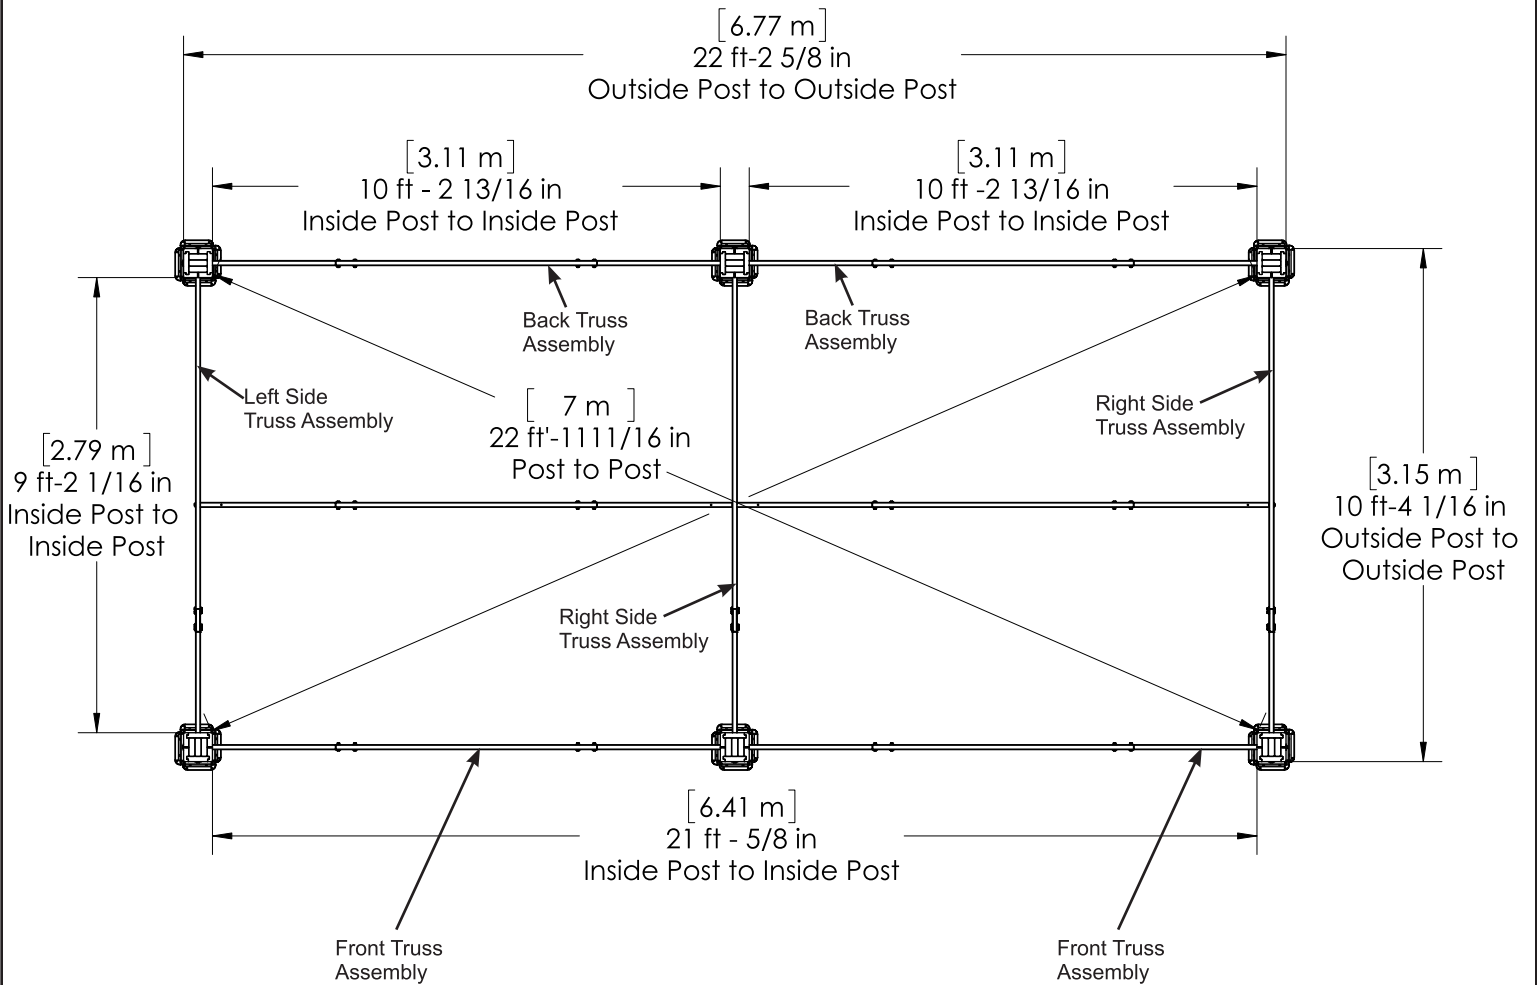 [6.77 m]
22 ft-2 5/8 in
Outside Post to Outside Post
[3.11 m]
10 ft - 2 13/16 in
Inside Post to Inside Post
[3.11 m]
10 ft -2 13/16 in
Inside Post to Inside Post
Back Truss
Assembly
Back Truss
Assembly
Left Side
Truss Assembly
[ 7 m ]
22 ft'-1111/16 in
Post to Post
Right Side
Truss Assembly
[2.79 m]
9 ft-2 1/16 in
Inside Post to
Inside Post
[3.15 m]
10 ft-4 1/16 in
Outside Post to
Outside Post
Right Side
Truss Assembly
[6.41 m]
21 ft - 5/8 in
Inside Post to Inside Post
Front Truss
Assembly
Front Truss
Assembly